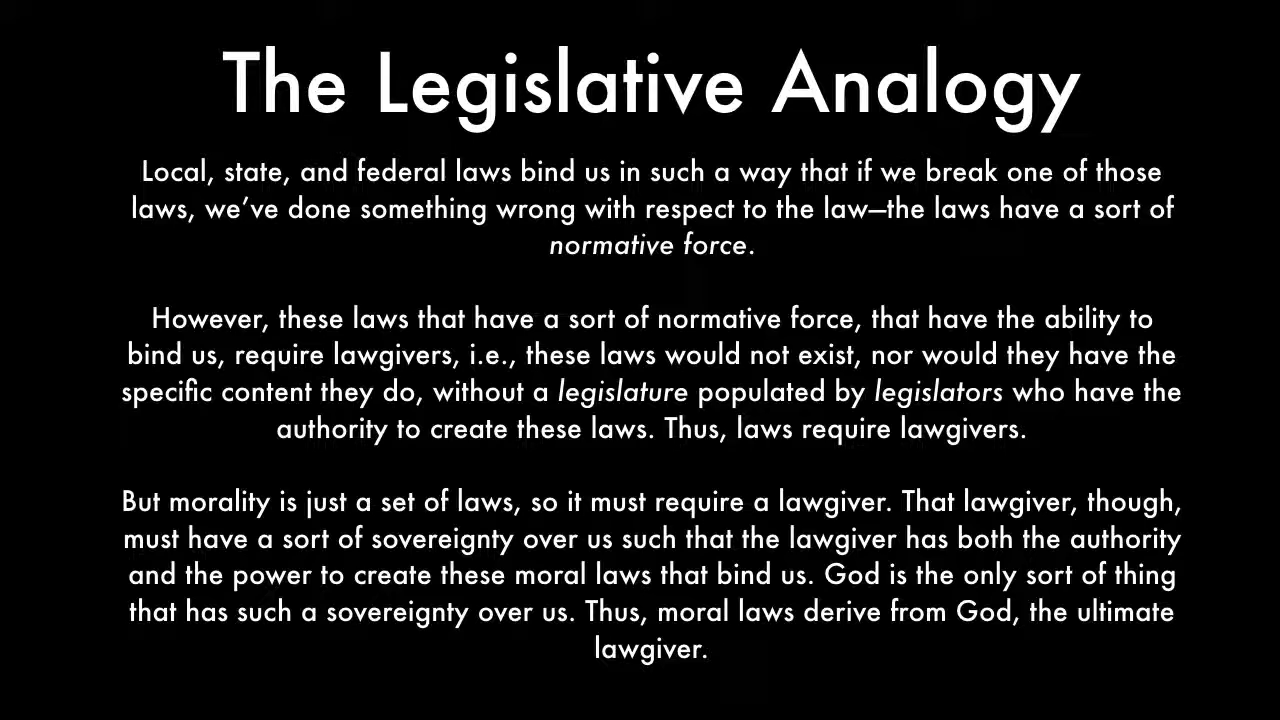 The Legislative Analogy
Local, state, and federal laws bind us in such a way that if we break one of those
laws, we’ve done something wrong with respect to the law—the laws have a sort of
normative force.
However, these laws that have a sort of normative force, that have the ability to
bind us, require lawgivers, i.e., these laws would not exist, nor would they have the
specific content they do, without a legislature populated by legislators who have the
authority to create these laws. Thus, laws require lawgivers.
But morality is just a set of laws, so it must require a lawgiver. That lawgiver, though,
must have a sort of sovereignty over us such that the lawgiver has both the authority
and the power to create these moral laws that bind us. God is the only sort of thing
that has such a sovereignty over us. Thus, moral laws derive from God, the ultimate
lawgiver.